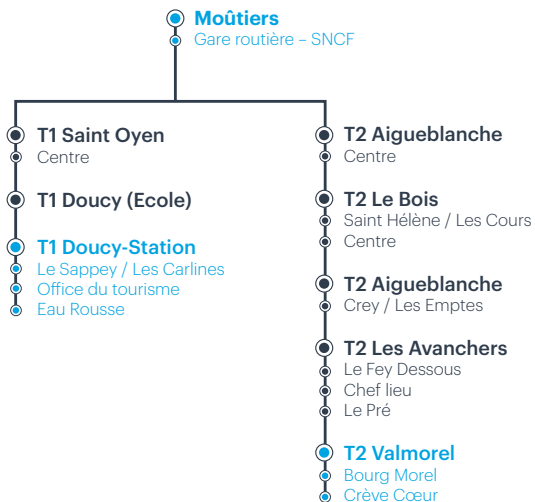 Moûtiers
Gare routière – SNCF
T1 Saint Oyen
Centre
T1 Doucy (Ecole)
T1 Doucy-Station
Le Sappey / Les Carlines
Office du tourisme
Eau Rousse
T2 Aigueblanche
Centre
T2 Le Bois
Saint Hélène / Les Cours
Centre
T2 Aigueblanche
Crey / Les Emptes
T2 Les Avanchers
Le Fey Dessous
Chef lieu
Le Pré
T2 Valmorel
Bourg Morel
Crève Cœur